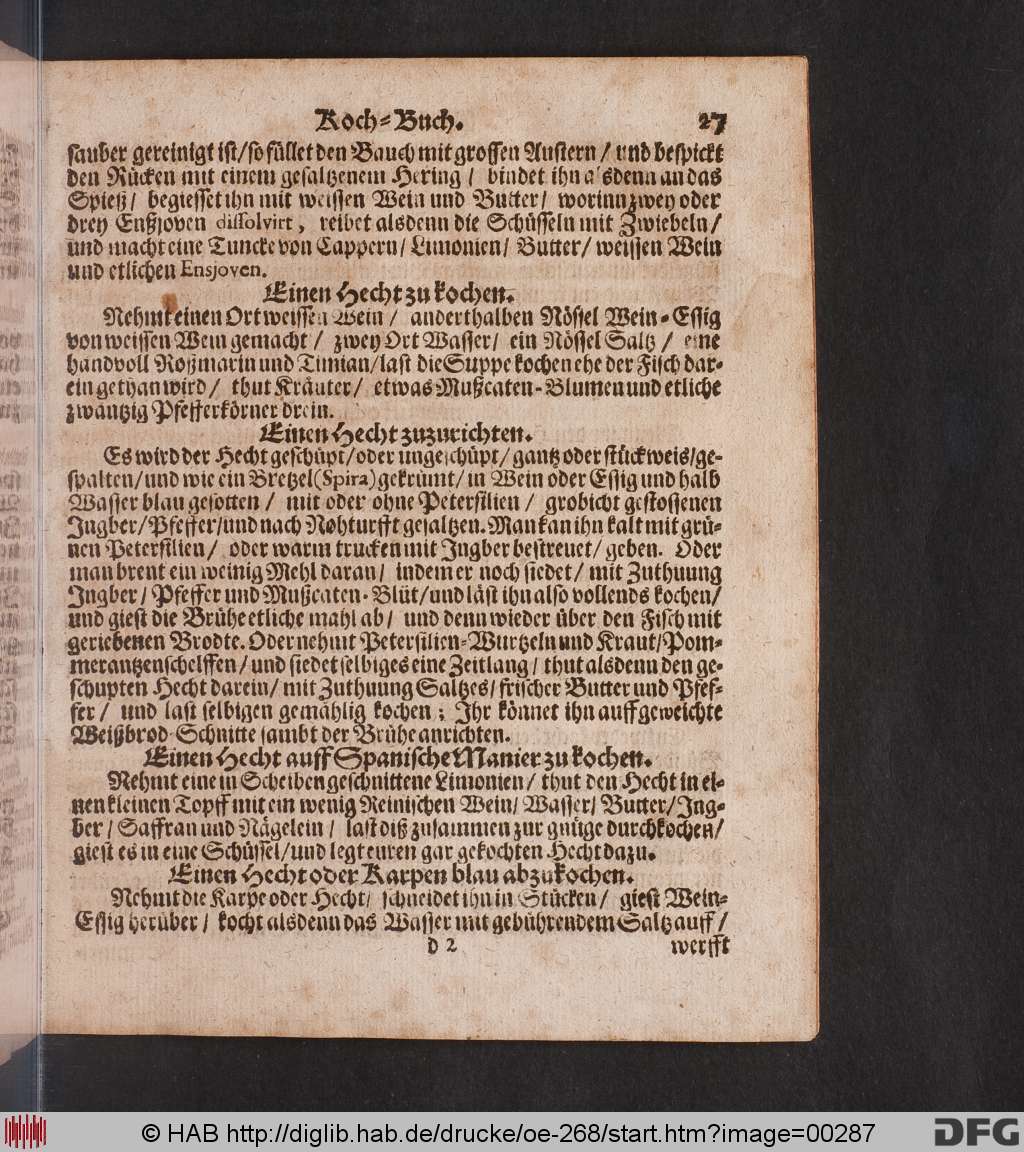 Koch-Buch. 27
sauber gereinigt ist/ so füllet den Bauch mit grossen Austern / und bespickt
den Rücken mit einem gesaltzenem Hering / bindet ihn alsdenn an das
Spieß/ begiesset ihn mit weissen Wein und Butter/ worinn zwey oder
drey Enßjoven dissolvirt, reibet alsdenn die Schüsseln mit Zwiebeln/
und macht eine Tuncke von Cappern/ Limonien/ Butter/ weissen Wein
und etlichen Ensjoven.
Einen Hecht zu kochen.
Nehmt einen Ort weissen Wein / anderthalben Nössel Wein-Essig
von weissen Wein gemacht / zwey Ort Wasser/ ein Nössel Saltz / eine
handvoll Roßmarin und Timian/ last die Suppe kochen ehe der Fisch dar-
ein gethan wird / thut Kräuter/ etwas Mußcaten-Blumen und etliche
zwantzig Pfefferkörner drein.
Einen Hecht zuzurichten.
Es wird der Hecht geschüpt/ oder ungeschüpt/ gantz oder stückweis/ ge-
spalten/ und wie ein Bretzel (Spira) gekrümt/ in Wein oder Essig und halb
Wasser blau gesotten / mit oder ohne Petersilien / grobicht gestossenen
Ingber/ Pfeffer/ und nach Nohturfft gesaltzen. Man kan ihn kalt mit grü-
nen Petersilien/ oder warm trucken mit Ingber bestreuet/ geben. Oder
man brent ein weinig Mehl daran/ indem er noch siedet/ mit Zuthuung
Ingber/ Pfeffer und Mußcaten-Blüt/ und läst ihn also vollends kochen/
und giest die Brühe etliche mahl ab/ und denn wieder über den Fisch mit
geriebenen Brodte. Oder nehmt Petersilien-Wurtzeln und Kraut/ Pom-
merantzenschelffen/ und siedet selbiges eine Zeitlang / thut alsdenn den ge-
schupten Hecht darein/ mit Zuthuung Saltzes/ frischer Butter und Pfef-
fer/ und last selbigen gemählig kochen; Ihr könnet ihn auff geweichte
Weißbrod-Schnitte sambt der Brühe anrichten.
Einen Hecht auff Spanische Manier zu kochen.
Nehmt eine in Scheiben geschnittene Limonien/ thut den Hecht in ei-
nen kleinen Topff mit ein wenig Reinischen Wein/ Wasser/ Butter/ Ing-
ber/ Saffran und Nägelein/ last diß zusammen zur gnüge durchkochen/
giest es in eine Schüssel/ und legt euren gar gekochten Hecht dazu.
Einen Hecht oder Karpen blau abzukochen.
Nehmt die Karpe oder Hecht/ schneidet ihn in Stücken/ giest Wein-
Essig herüber/ kocht alsdenn das Wasser mit gebührendem Saltz auff/
d 2 werfft
© HAB http://diglib.hab.de/drucke/oe-268/start.htm?image=00287
DFG